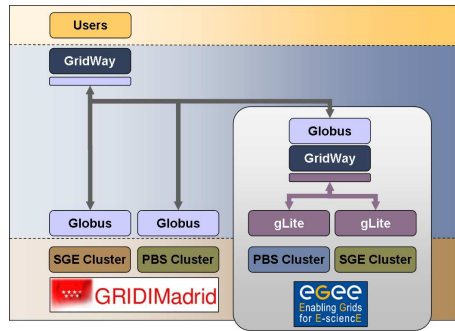 Users
GridWay
Globus
GridWay
Globus
Globus
gLite
gLite
SGE Cluster
PBS Cluster
PBS Cluster
SGE Cluster
GRIDIMadrid
eGee
Enabling Grids
for E-sciencE